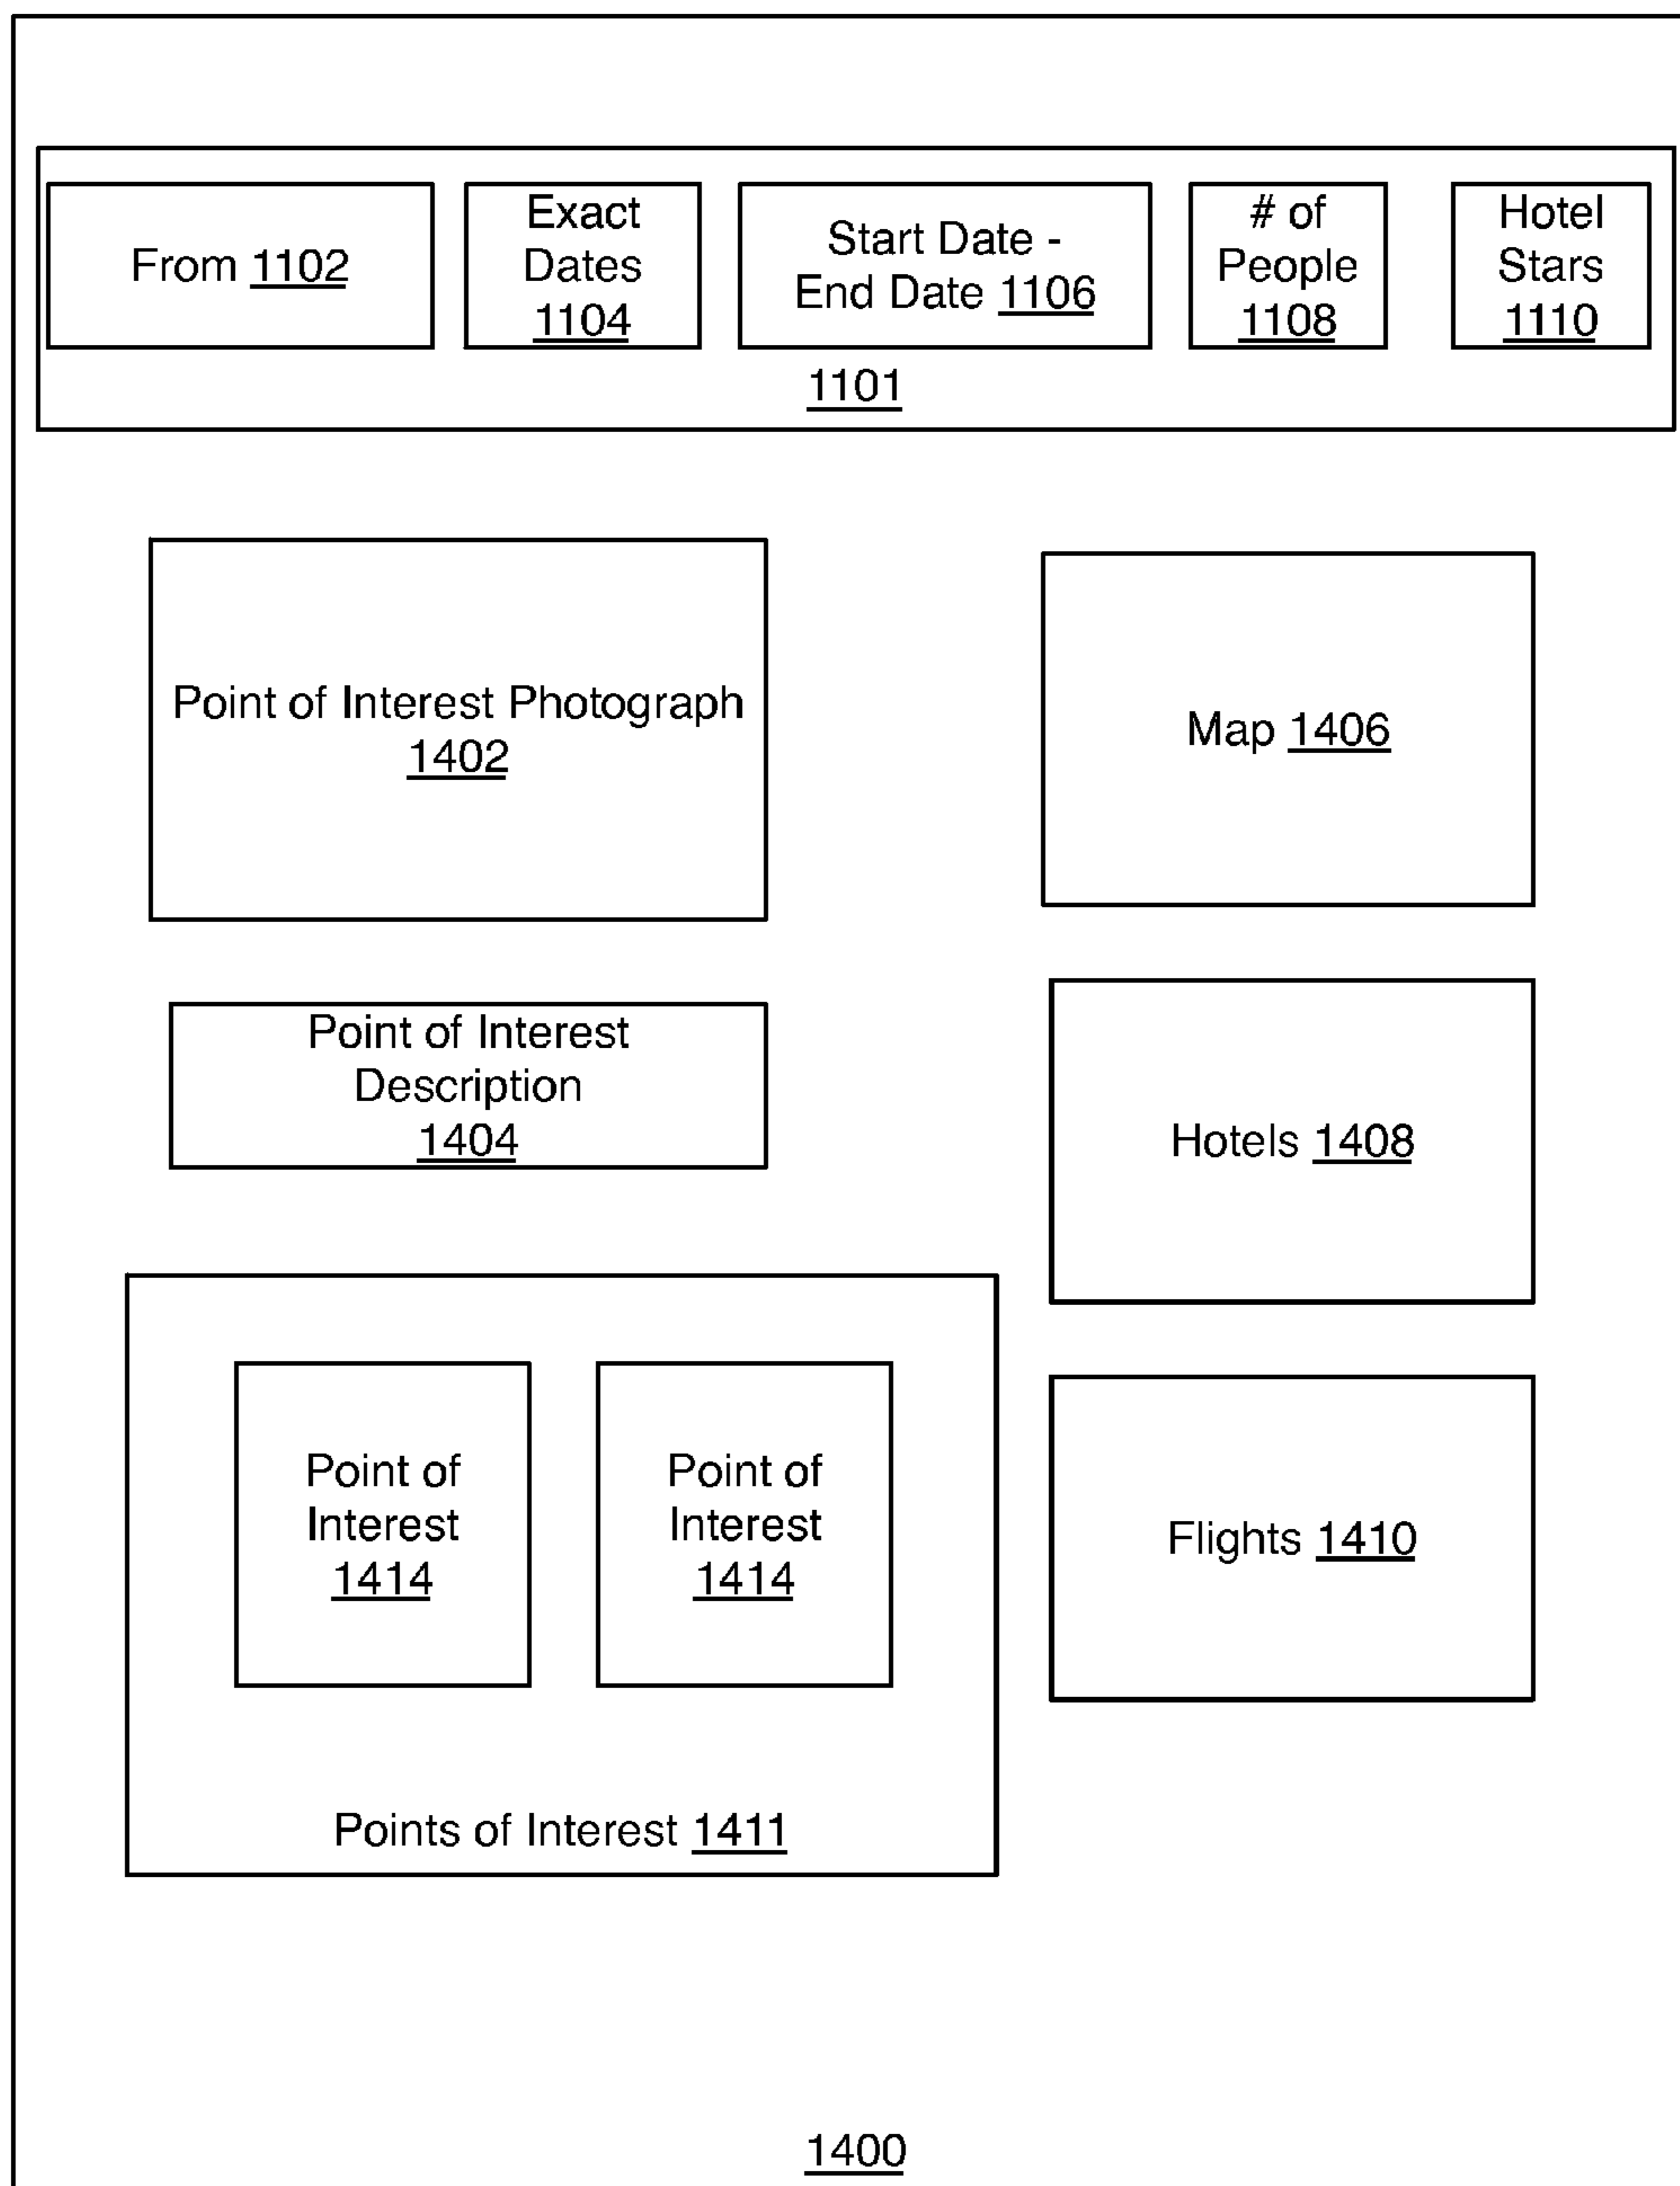 From 1102
Exact
Dates
1104
Start Date -
End Date 1106
# of
People
1108
Hotel
Stars
1110
1101
Point of Interest Photograph
1402
Map 1406
Point of Interest
Description
1404
Hotels 1408
Point of
Interest
1414
Point of
Interest
1414
Flights 1410
Points of Interest 1411
1400